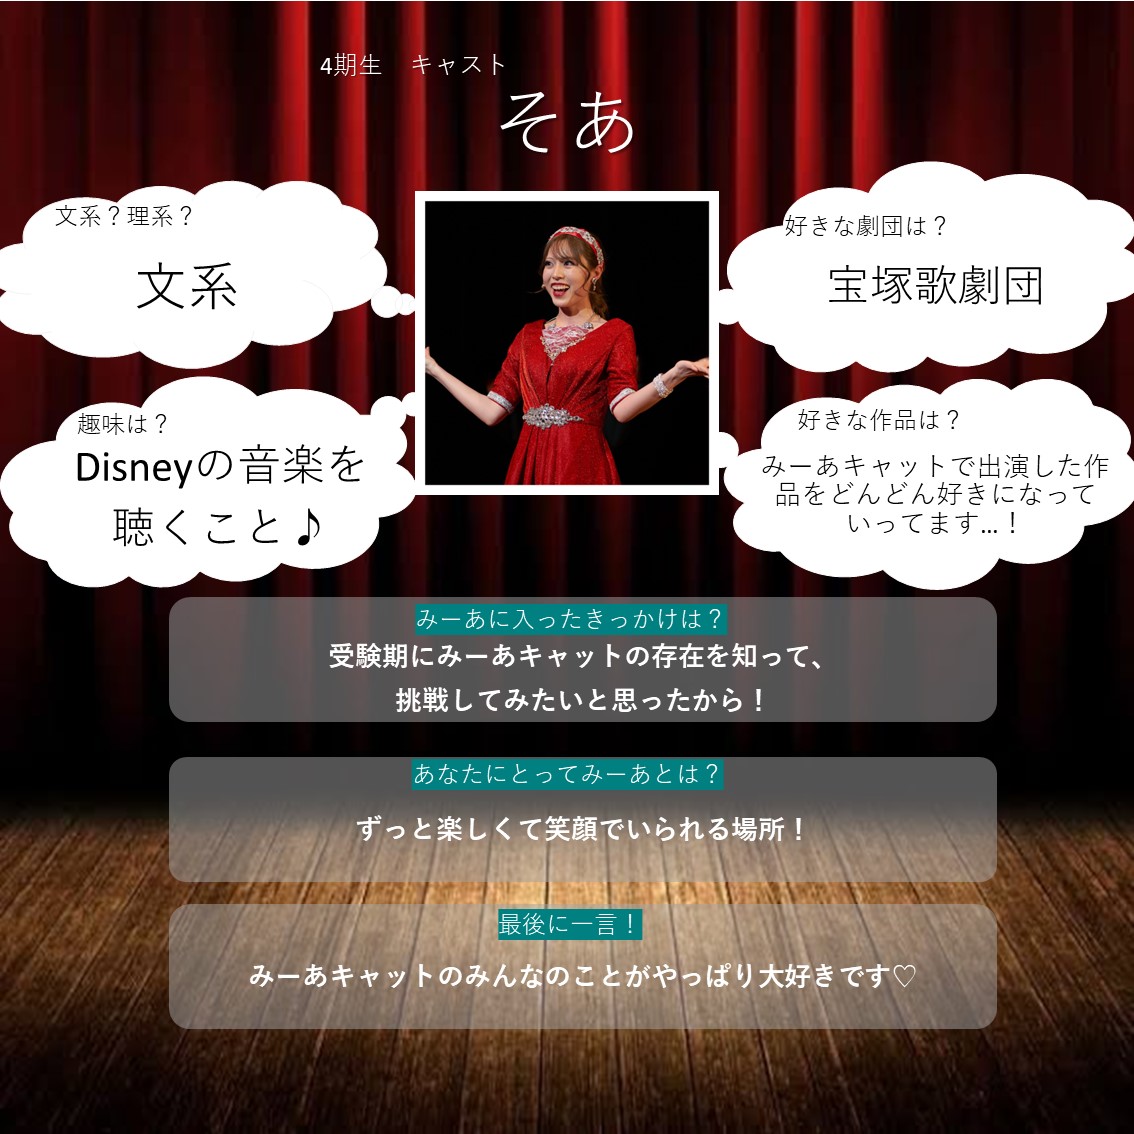 4期生　キャスト
そあ
文系？理系？
文系
好きな劇団は？
宝塚歌劇団
趣味は？
Disneyの音楽を
聴くこと♪
好きな作品は？
みーあキャットで出演した作
品をどんどん好きになって
いってます…！
みーあに入ったきっかけは？
受験期にみーあキャットの存在を知って、
挑戦してみたいと思ったから！
あなたにとってみーあとは？
ずっと楽しくて笑顔でいられる場所！
最後に一言！
みーあキャットのみんなのことがやっぱり大好きです♡